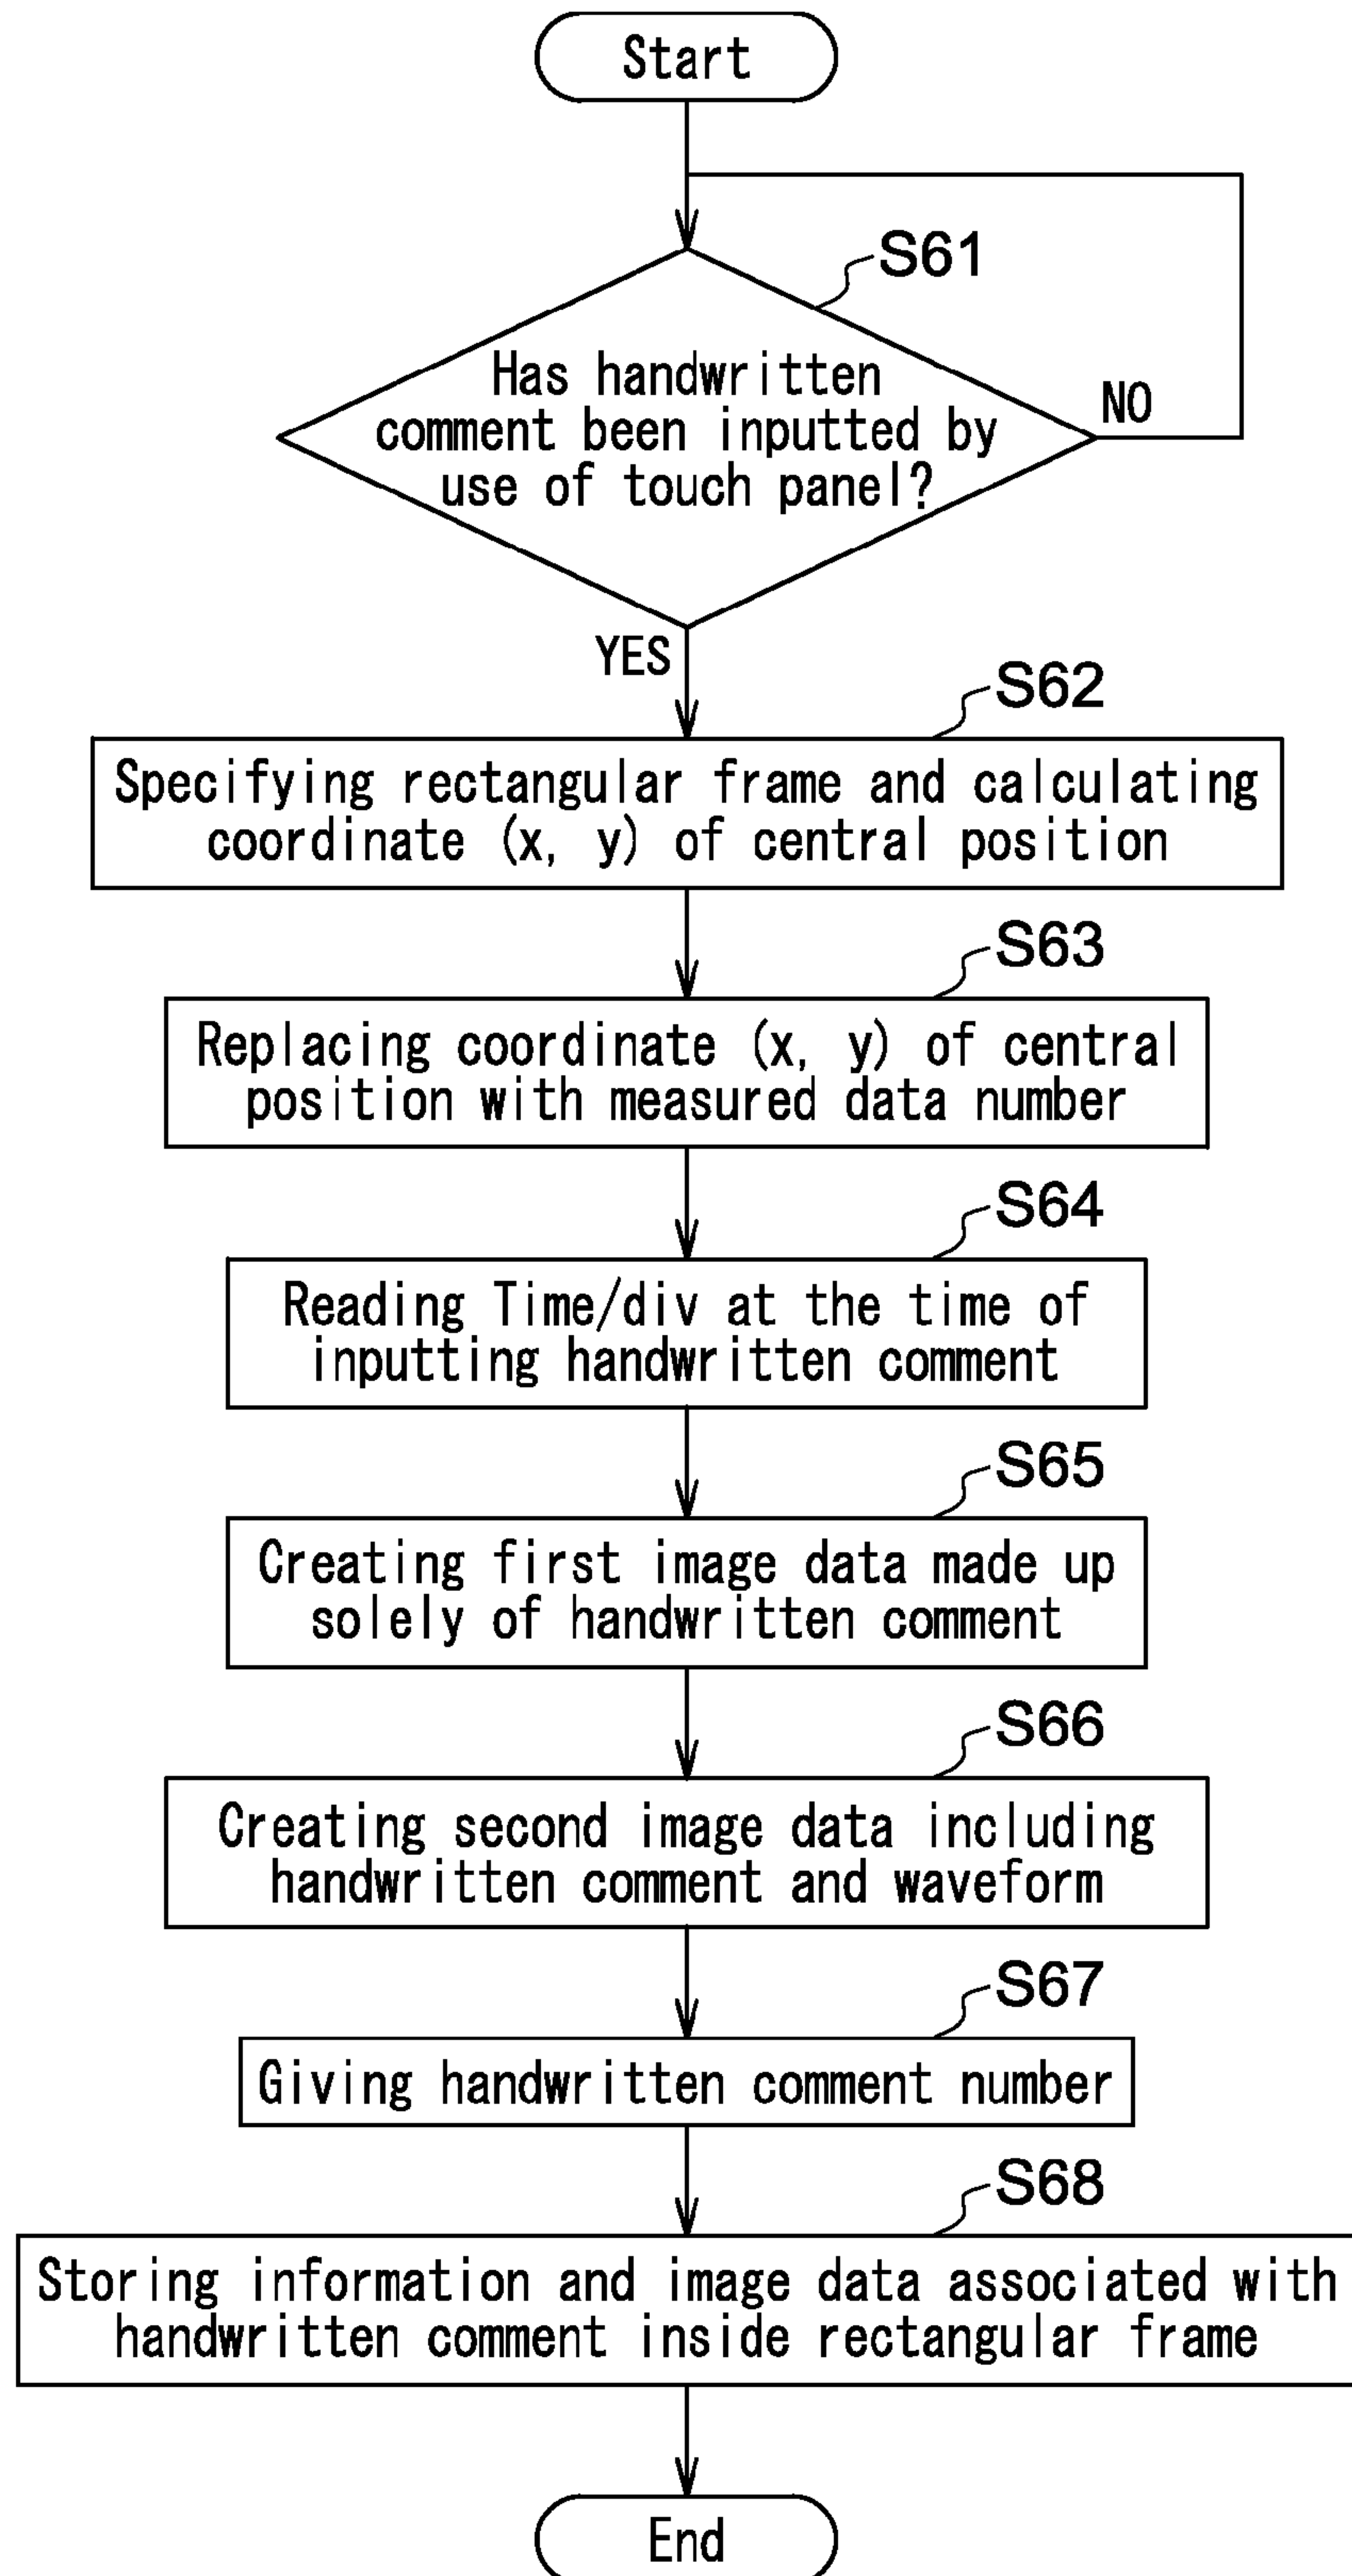 Start
S61
Has handwritten
comment been inputted by
use of touch panel?
NO
YES
S62
Specifying rectangular frame and calculating
coordinate (x, y) of central position
S63
Replacing coordinate (x, y) of central
position with measured data number
S64
Reading Time/div at the time of
inputting handwritten comment
S65
Creating first image data made up
solely of handwritten comment
S66
Creating second image data including
handwritten comment and waveform
S67
Giving handwritten comment number
S68
Storing information and image data associated with
handwritten comment inside rectangular frame
End